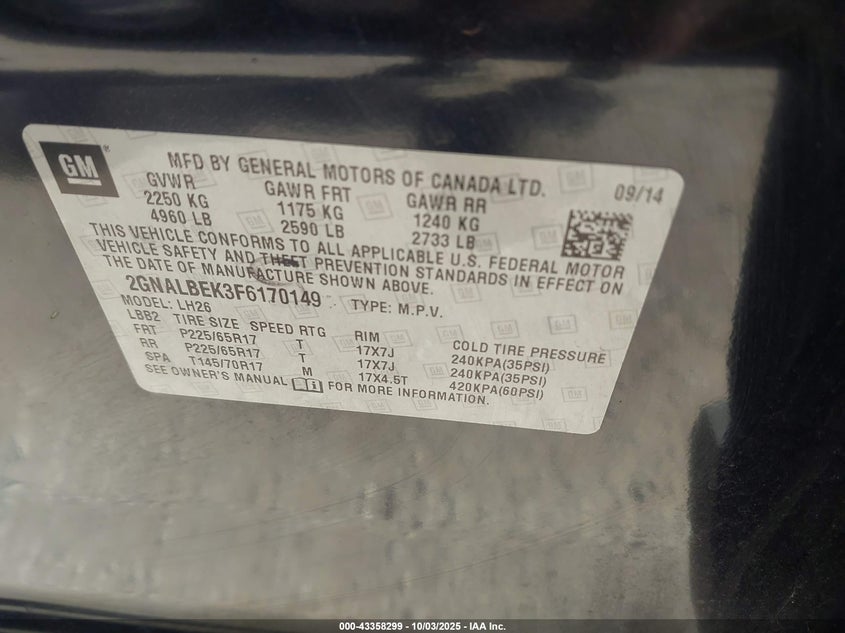 GM
MFD BY GENERAL MOTORS OF CANADA LTD.
09/14
GVWR GAWR FRT GAWR RR
2250 KG 1175 KG 1240 KG
4960 LB 2590 LB 2733 LB
THIS VEHICLE CONFORMS TO ALL APPLICABLE U.S. FEDERAL MOTOR
VEHICLE SAFETY AND THEFT PREVENTION STANDARDS IN EFFECT ON
THE DATE OF MANUFACTURE SHOWN ABOVE.
2GNALBEK3F6170149 TYPE: M.P.V.
MODEL: LH26
LBB2 TIRE SIZE SPEED RTG RIM COLD TIRE PRESSURE
FRT P225/65R17 T 17X7J 240KPA(35PSI)
RR P225/65R17 T 17X7J 240KPA(35PSI)
SPA T145/70R17 M 17X4.5T 420KPA(60PSI)
SEE OWNER'S MANUAL FOR MORE INFORMATION.
000-43358299 - 10/03/2025 - IAA Inc.